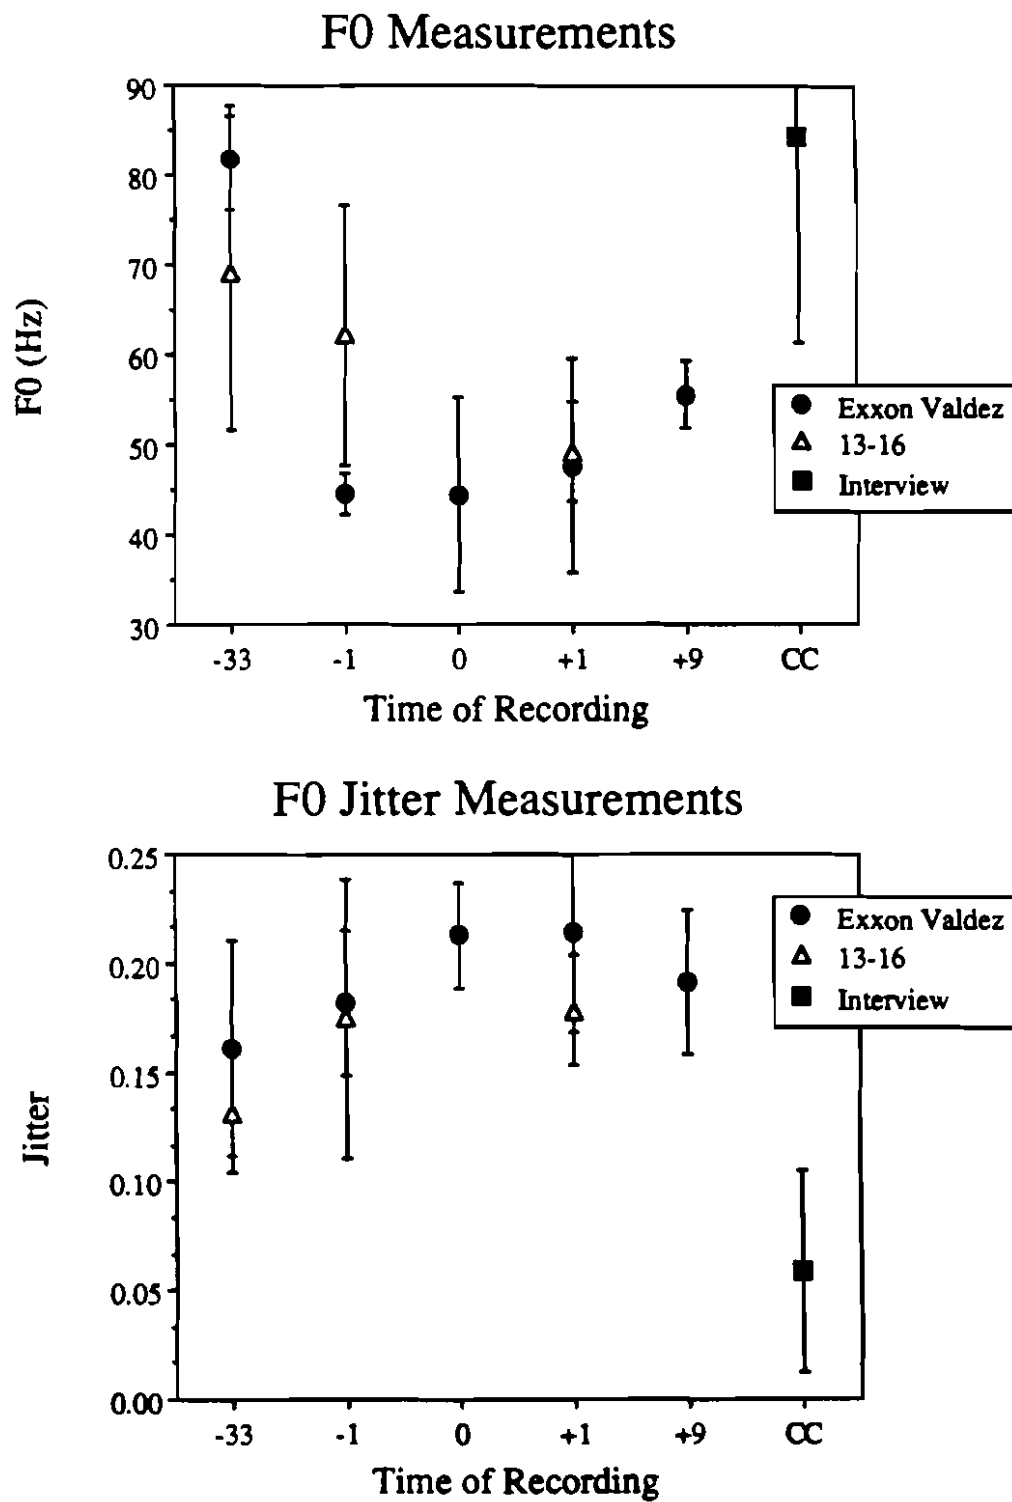 F0 Measurements
90
80
70
60
50
40
30
F0 (Hz)
Exxon Valdez
13-16
Interview
-33 -1 0 +1 +9 CC
Time of Recording
F0 Jitter Measurements
0.25
0.20
0.15
0.10
0.05
0.00
Jitter
Exxon Valdez
13-16
Interview
-33 -1 0 +1 +9 CC
Time of Recording